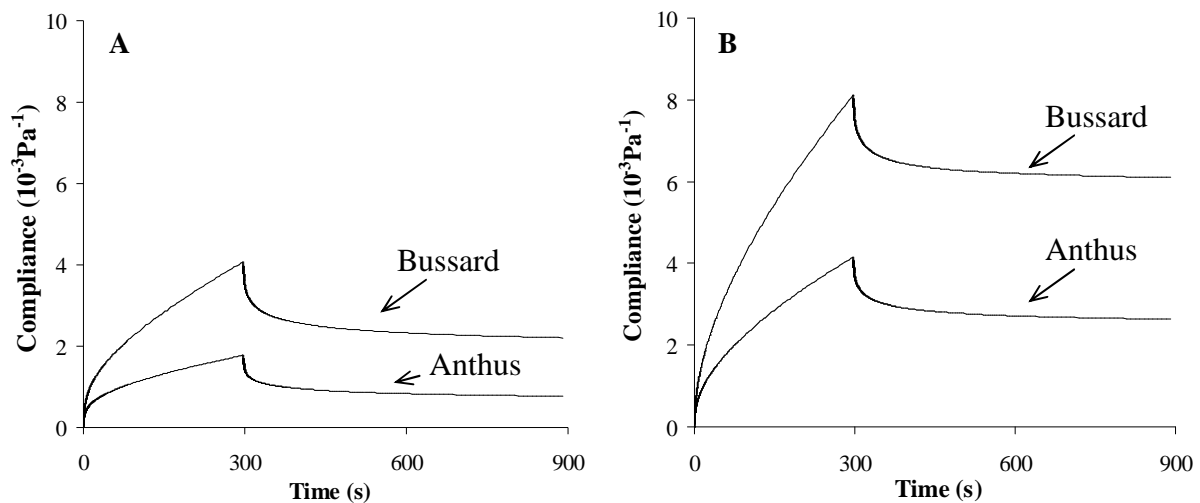 A
Compliance (10⁻³Pa⁻¹)
10
8
6
4
2
0
Bussard
Anthus
0
300
600
900
Time (s)
B
Compliance (10⁻³Pa⁻¹)
10
8
6
4
2
0
Bussard
Anthus
0
300
600
900
Time (s)